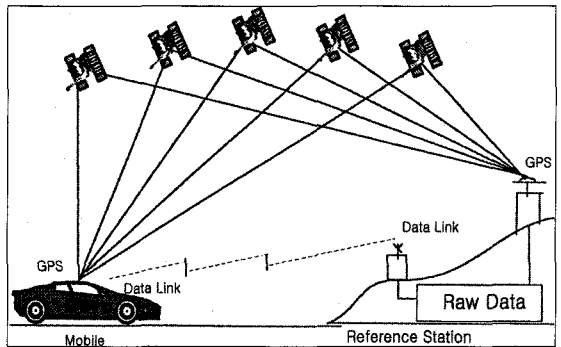 GPS
Data Link
GPS
Data Link
Raw Data
Mobile
Reference Station